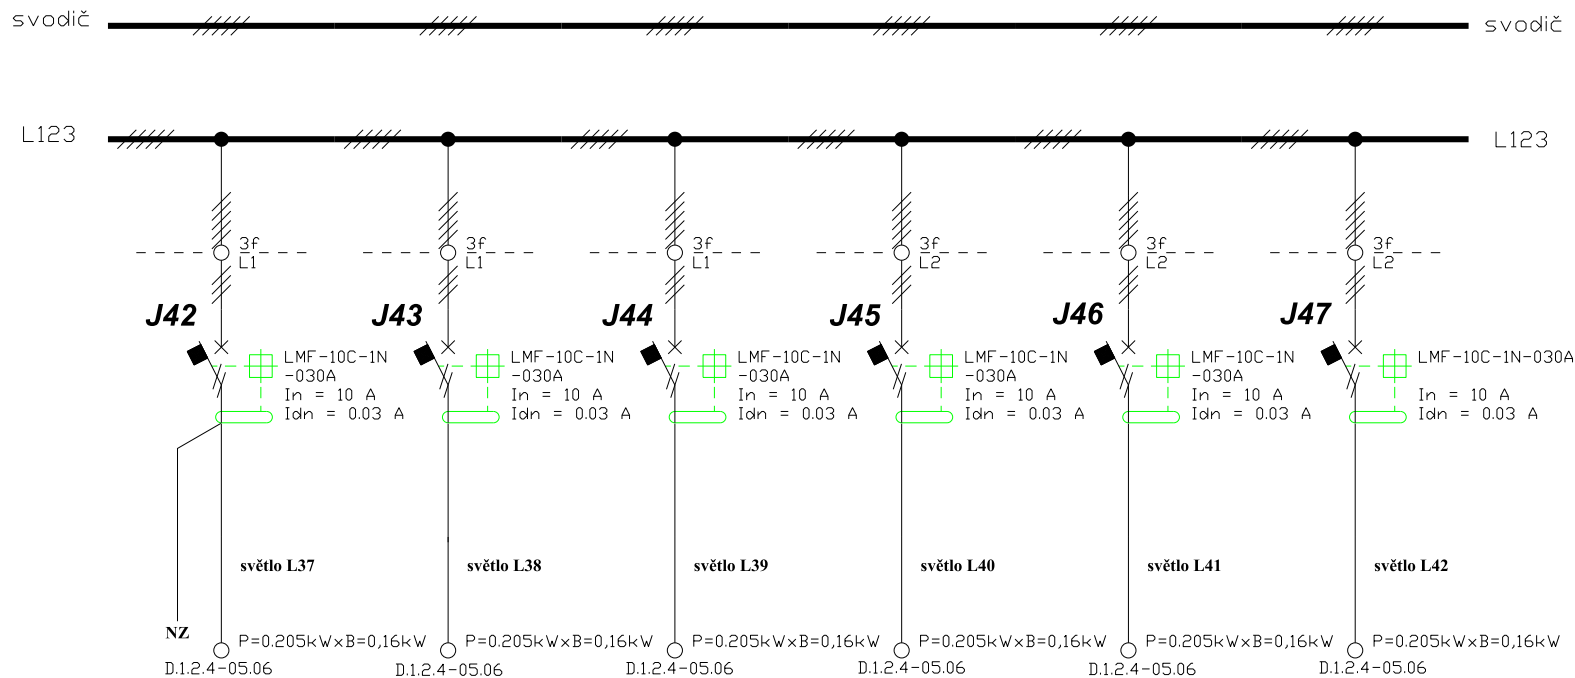 svodič
svodič
L123
L123
3f
L1
3f
L1
3f
L1
3f
L2
3f
L2
3f
L2
J42
J43
J44
J45
J46
J47
LMF-10C-1N
-030A
In = 10 A
Idn = 0.03 A
LMF-10C-1N
-030A
In = 10 A
Idn = 0.03 A
LMF-10C-1N
-030A
In = 10 A
Idn = 0.03 A
LMF-10C-1N
-030A
In = 10 A
Idn = 0.03 A
LMF-10C-1N
-030A
In = 10 A
Idn = 0.03 A
LMF-10C-1N-030A
In = 10 A
Idn = 0.03 A
světlo L37
světlo L38
světlo L39
světlo L40
světlo L41
světlo L42
NZ
P=0.205kWxB=0,16kW
P=0.205kWxB=0,16kW
P=0.205kWxB=0,16kW
P=0.205kWxB=0,16kW
P=0.205kWxB=0,16kW
P=0.205kWxB=0,16kW
D.1.2.4-05.06
D.1.2.4-05.06
D.1.2.4-05.06
D.1.2.4-05.06
D.1.2.4-05.06
D.1.2.4-05.06